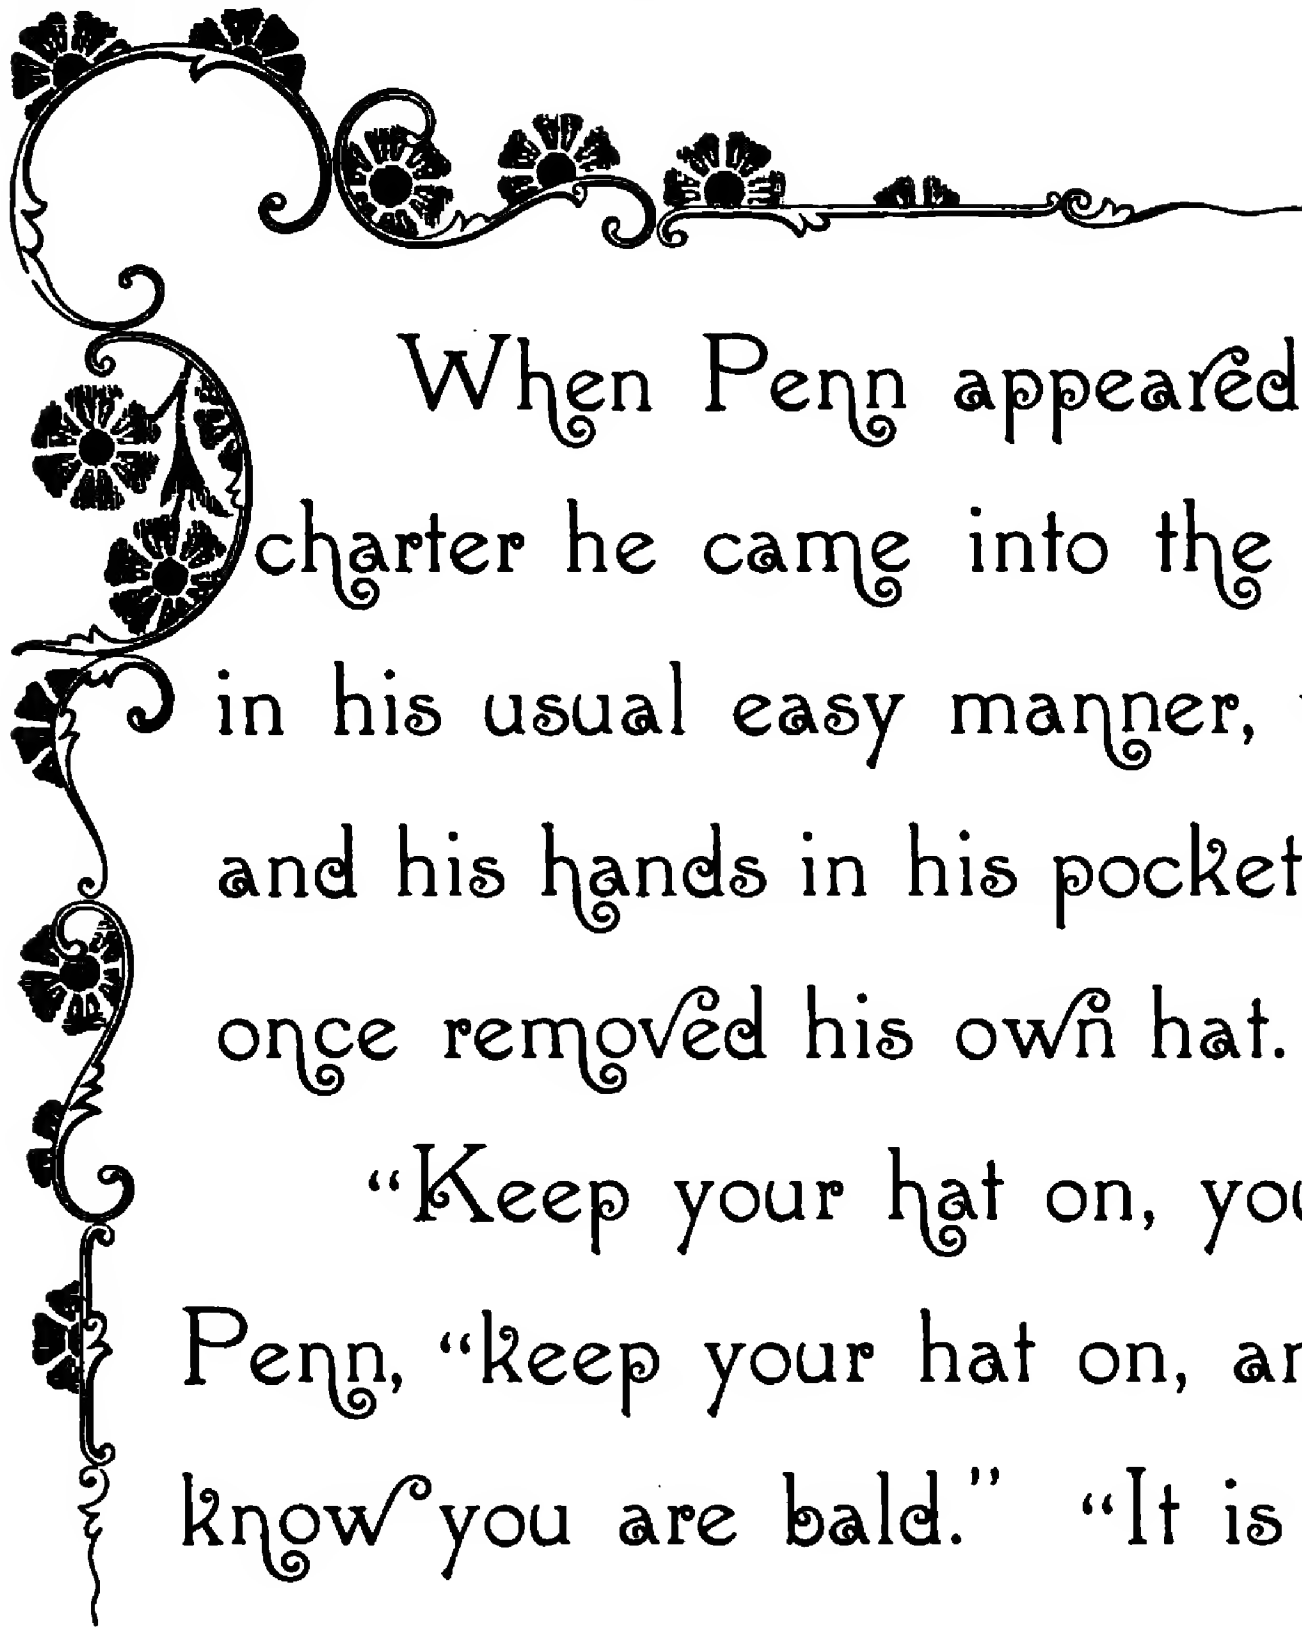 When Penn appeared
charter he came into the
in his usual easy manner,
and his hands in his pocket
once removed his own hat.
“Keep your hat on, you
Penn, “keep your hat on, an
know you are bald.” “It is